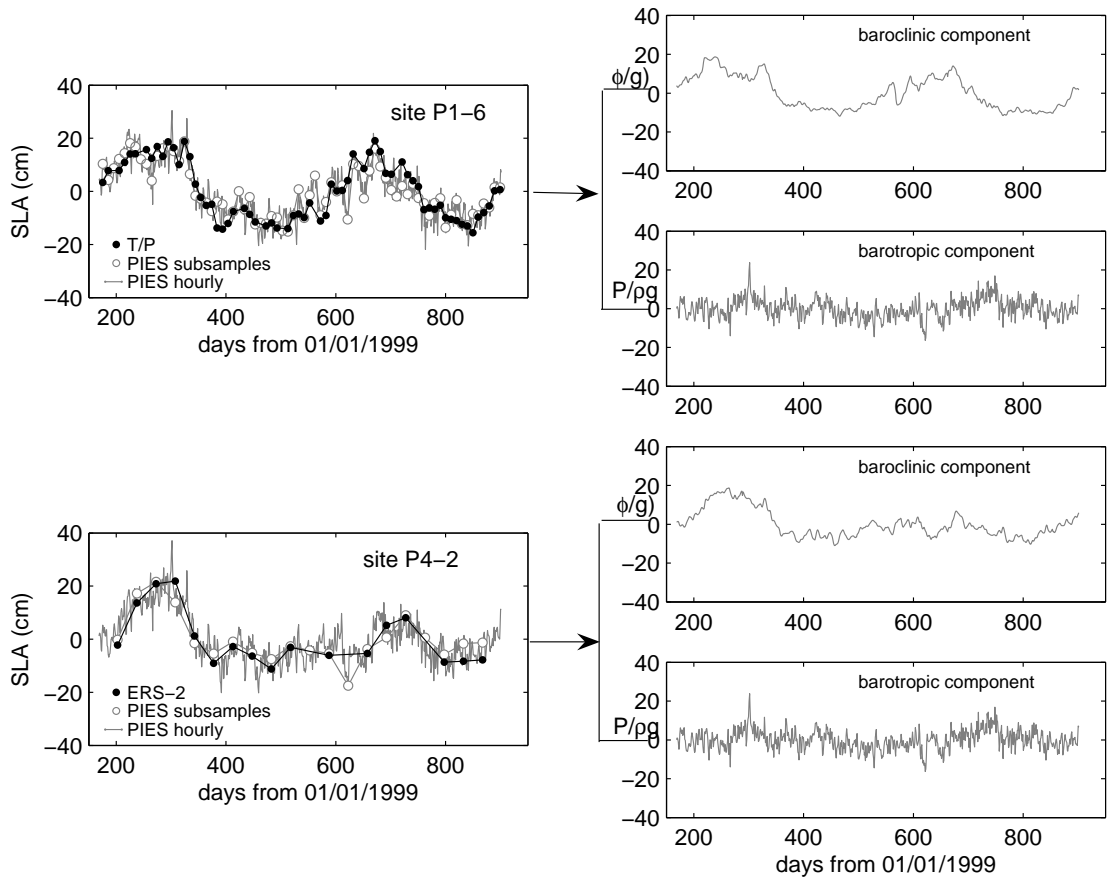 40
20
0
−20
−40
SLA (cm)
site P1−6
T/P
PIES subsamples
PIES hourly
200
400
600
800
days from 01/01/1999
baroclinic component
40
20
ϕ/g)
0
−20
−40
200
400
600
800
barotropic component
40
20
P/ρg
0
−20
−40
200
400
600
800
40
20
0
−20
−40
SLA (cm)
site P4−2
ERS−2
PIES subsamples
PIES hourly
200
400
600
800
days from 01/01/1999
baroclinic component
40
20
ϕ/g)
0
−20
−40
200
400
600
800
barotropic component
40
20
P/ρg
0
−20
−40
200
400
600
800
days from 01/01/1999